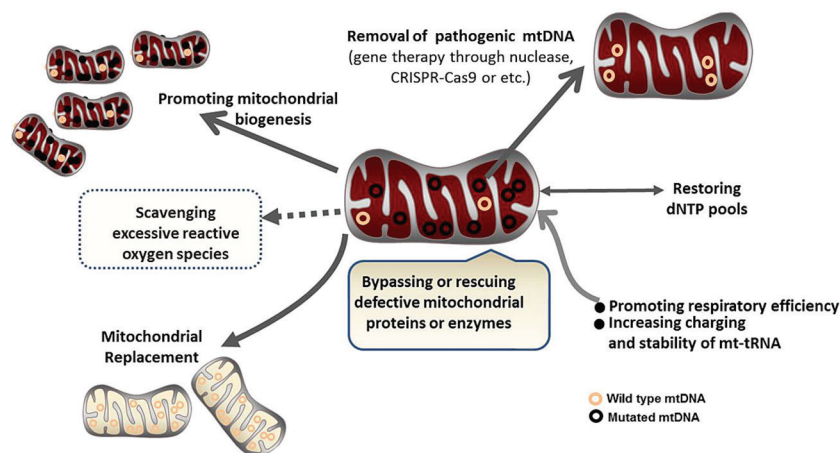 Removal of pathogenic mtDNA
(gene therapy through nuclease,
CRISPR-Cas9 or etc.)
Promoting mitochondrial
biogenesis
Restoring
dNTP pools
Scavenging
excessive reactive
oxygen species
Bypassing or rescuing
defective mitochondrial
proteins or enzymes
Promoting respiratory efficiency
Increasing charging
and stability of mt-tRNA
Mitochondrial
Replacement
Wild type mtDNA
Mutated mtDNA